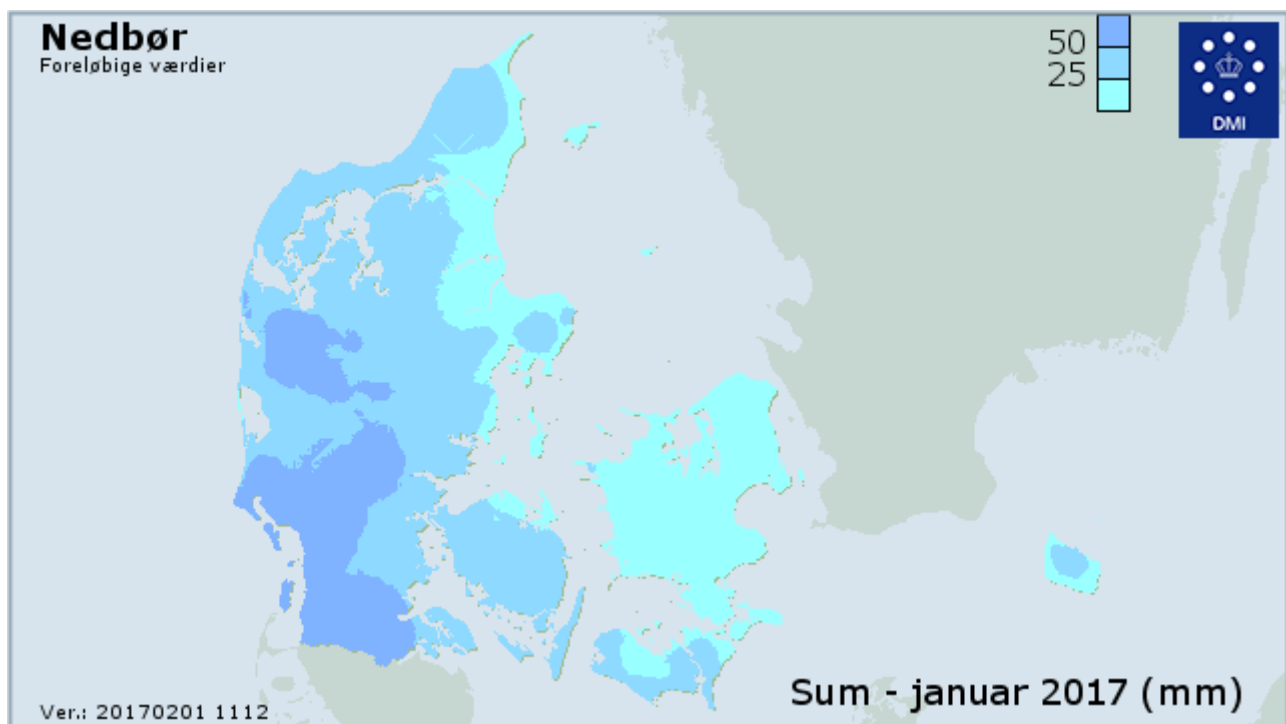 Nedbør
Foreløbige værdier
50
25
DMI
Sum - januar 2017 (mm)
Ver.: 20170201 1112